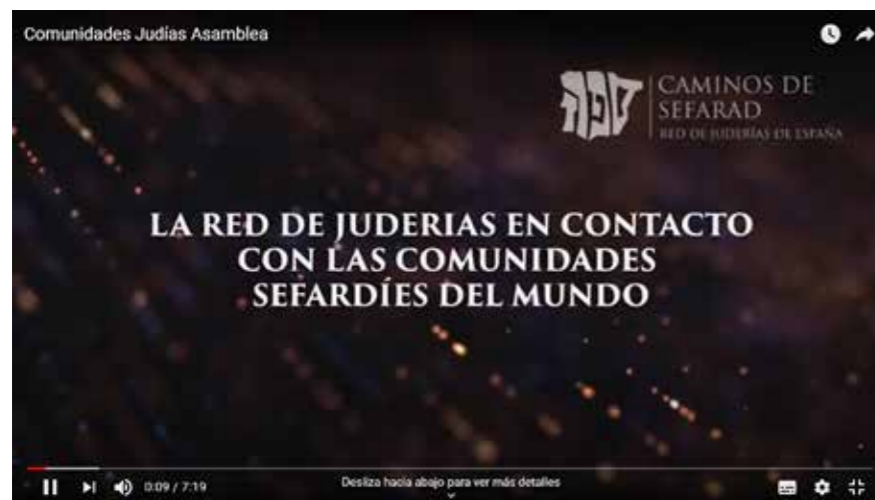 Comunidades Judías Asamblea
CAMINOS DE
SEFARAD
RED DE JUDERÍAS DE ESPAÑA
LA RED DE JUDERIAS EN CONTACTO
CON LAS COMUNIDADES
SEFARDÍES DEL MUNDO
0:09 / 7:19
Desliza hacia abajo para ver más detalles